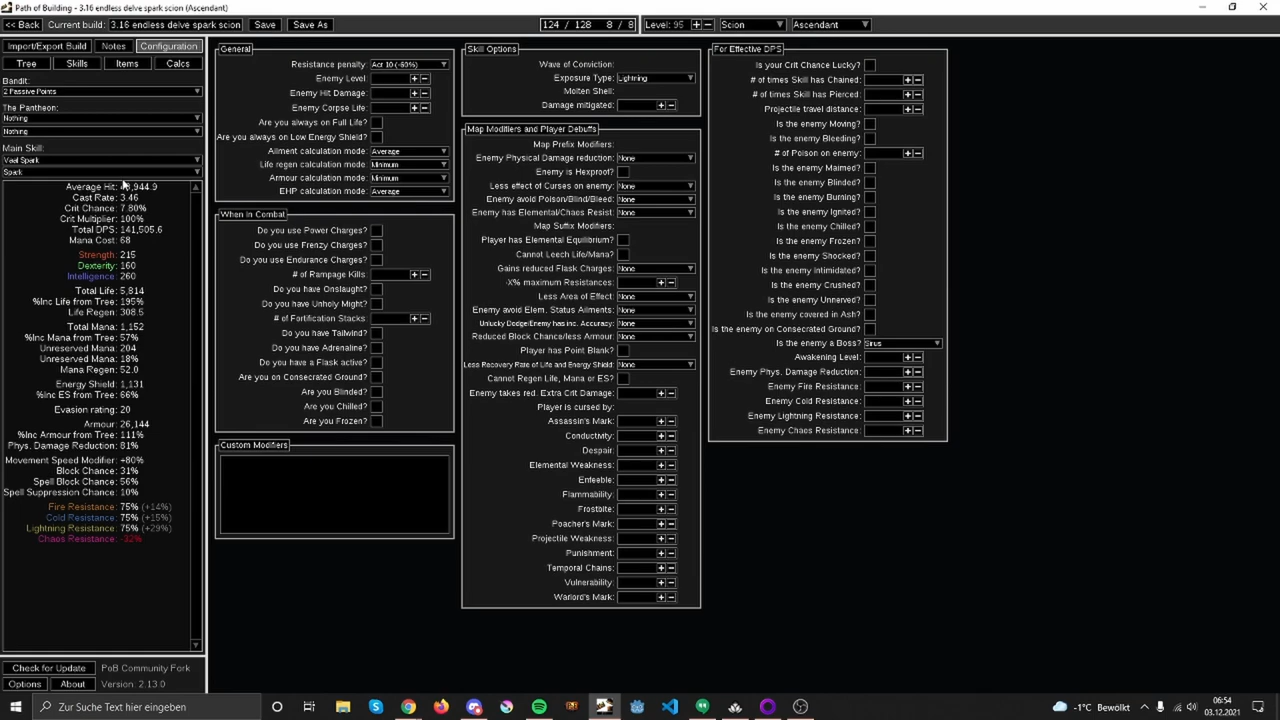 Path of Building - 3.16 endless delve spark scion (Ascendant)
<< Back Current build: 3.16 endless delve spark scion Save Save As 124 / 128 8 / 8 Level: 95 + - Scion Ascendant
Import/Export Build Notes Configuration
Tree Skills Items Calcs
Bandit:
2 Passive Points
The Pantheon:
Nothing
Nothing
Main Skill:
Vaal Spark
Spark
Average Hit: 8,944.9
Cast Rate: 3.46
Crit Chance: 7.80%
Crit Multiplier: 100%
Total DPS: 141,505.6
Mana Cost: 68
Strength: 215
Dexterity: 160
Intelligence: 260
Total Life: 5,814
%Inc Life from Tree: 195%
Life Regen: 308.5
Total Mana: 1,152
%Inc Mana from Tree: 57%
Unreserved Mana: 204
Unreserved Mana: 18%
Mana Regen: 52.0
Energy Shield: 1,131
%Inc ES from Tree: 66%
Evasion rating: 20
Armour: 26,144
%Inc Armour from Tree: 111%
Phys. Damage Reduction: 81%
Movement Speed Modifier: +80%
Block Chance: 31%
Spell Block Chance: 56%
Spell Suppression Chance: 10%
Fire Resistance: 75% (+14%)
Cold Resistance: 75% (+15%)
Lightning Resistance: 75% (+29%)
Chaos Resistance: -32%
Check for Update PoB Community Fork
Options About Version: 2.13.0
General
Resistance penalty: Act 10 (-60%)
Enemy Level: + -
Enemy Hit Damage: + -
Enemy Corpse Life: + -
Are you always on Full Life?
Are you always on Low Energy Shield?
Ailment calculation mode: Average
Life regen calculation mode: Minimum
Armour calculation mode: Minimum
EHP calculation mode: Average
When In Combat
Do you use Power Charges?
Do you use Frenzy Charges?
Do you use Endurance Charges?
# of Rampage Kills: + -
Do you have Onslaught?
Do you have Unholy Might?
# of Fortification Stacks: + -
Do you have Tailwind?
Do you have Adrenaline?
Do you have a Flask active?
Are you on Consecrated Ground?
Are you Blinded?
Are you Chilled?
Are you Frozen?
Custom Modifiers
Skill Options
Wave of Conviction:
Exposure Type: Lightning
Molten Shell:
Damage mitigated: + -
Map Modifiers and Player Debuffs
Map Prefix Modifiers:
Enemy Physical Damage reduction: None
Enemy is Hexproof?
Less effect of Curses on enemy: None
Enemy avoid Poison/Blind/Bleed: None
Enemy has Elemental/Chaos Resist: None
Map Suffix Modifiers:
Player has Elemental Equilibrium?
Cannot Leech Life/Mana?
Gains reduced Flask Charges: None
-X% maximum Resistances: + -
Less Area of Effect: None
Enemy avoid Elem. Status Ailments: None
Unlucky Dodge/Enemy has inc. Accuracy: None
Reduced Block Chance/less Armour: None
Player has Point Blank?
Less Recovery Rate of Life and Energy Shield: None
Cannot Regen Life, Mana or ES?
Enemy takes red. Extra Crit Damage: + -
Player is cursed by:
Assassin's Mark: + -
Conductivity: + -
Despair: + -
Elemental Weakness: + -
Enfeeble: + -
Flammability: + -
Frostbite: + -
Poacher's Mark: + -
Projectile Weakness: + -
Punishment: + -
Temporal Chains: + -
Vulnerability: + -
Warlord's Mark: + -
For Effective DPS
Is your Crit Chance Lucky?
# of times Skill has Chained: + -
# of times Skill has Pierced: + -
Projectile travel distance: + -
Is the enemy Moving?
Is the enemy Bleeding?
# of Poison on enemy: + -
Is the enemy Maimed?
Is the enemy Blinded?
Is the enemy Burning?
Is the enemy Ignited?
Is the enemy Chilled?
Is the enemy Frozen?
Is the enemy Shocked?
Is the enemy Intimidated?
Is the enemy Crushed?
Is the enemy Unnerved?
Is the enemy covered in Ash?
Is the enemy on Consecrated Ground?
Is the enemy a Boss? Sirus
Awakening Level: + -
Enemy Phys. Damage Reduction: + -
Enemy Fire Resistance: + -
Enemy Cold Resistance: + -
Enemy Lightning Resistance: + -
Enemy Chaos Resistance: + -
Zur Suche Text hier eingeben
-1°C Bewölkt
06:54
03.12.2021